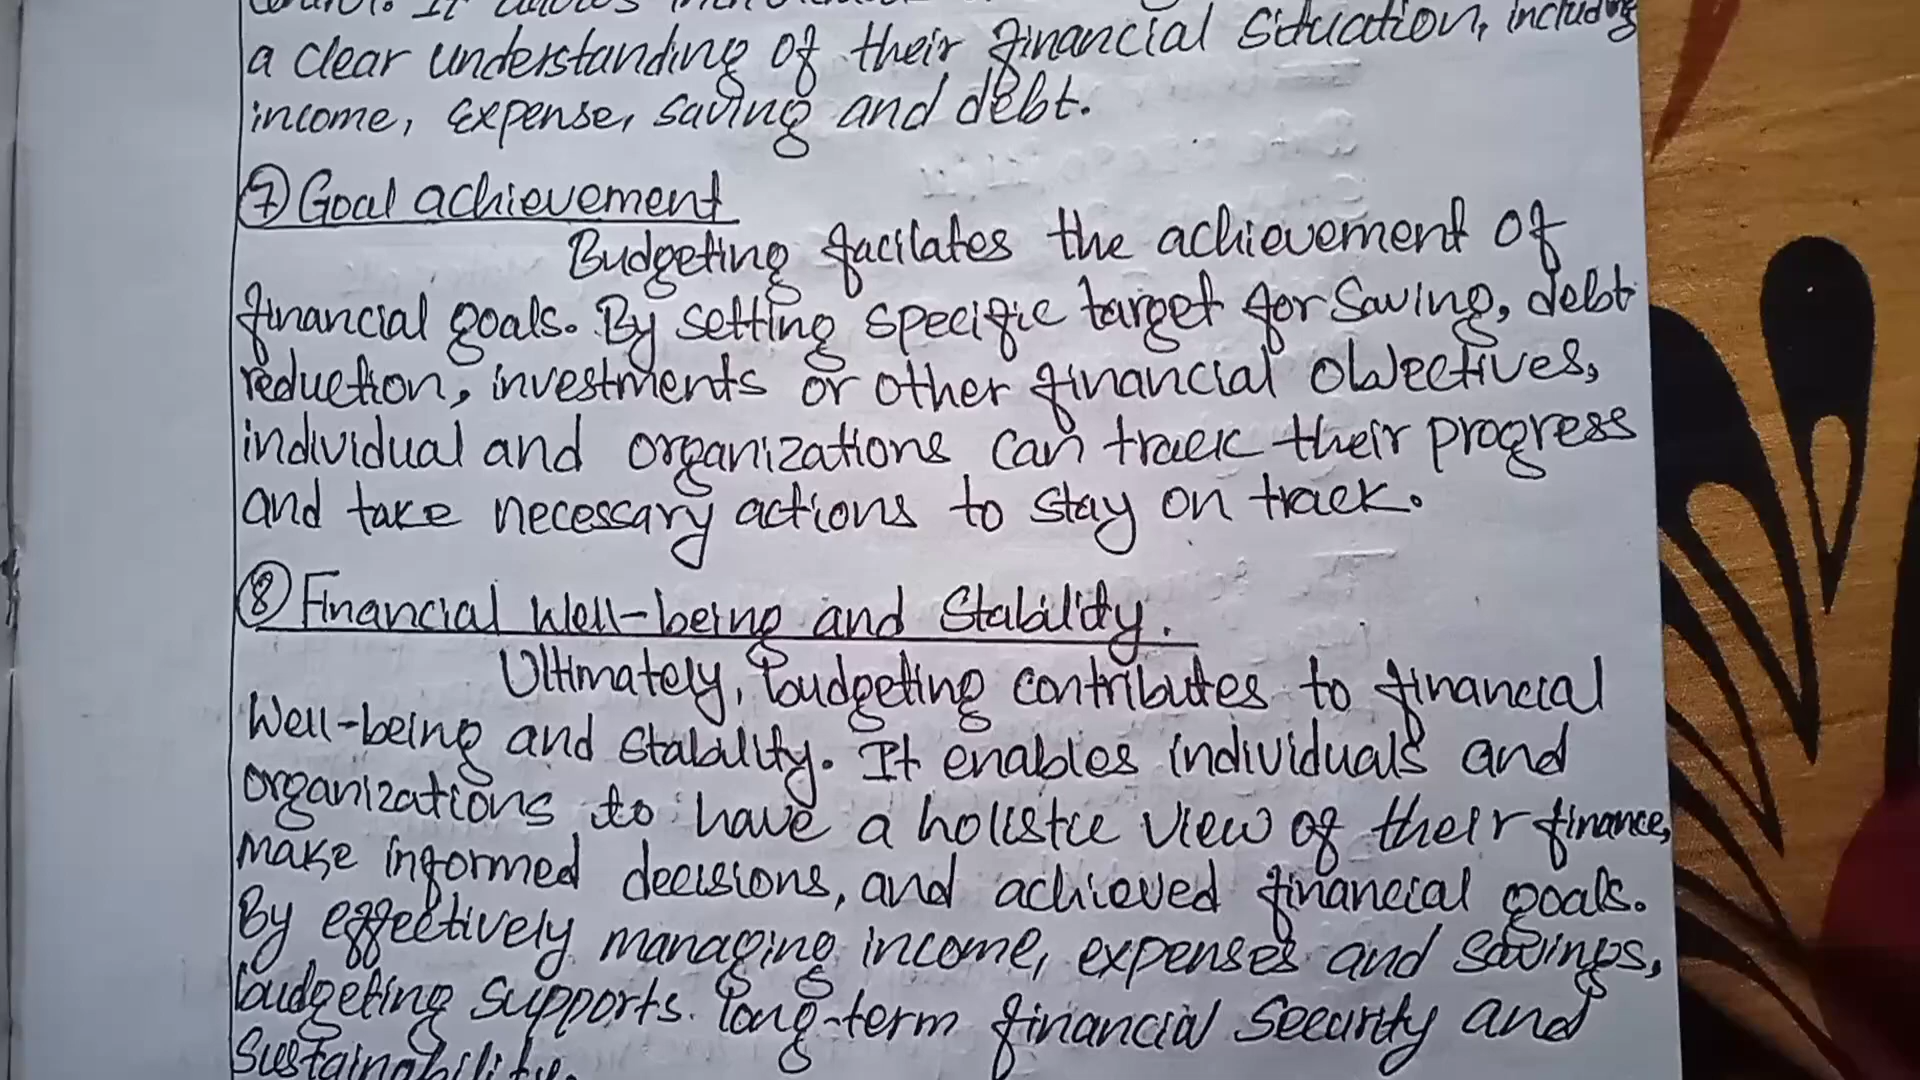 control. It
a clear understanding of their financial situation, including
income, expense, saving and debt.
⑦ Goal achievement
Budgeting facilates the achievement of
financial goals. By setting specific target for Saving, debt
reduction, investments or other financial objectives,
individual and organizations can track their progress
and take necessary actions to stay on track.
⑧ Financial Well-being and Stability.
Ultimately, budgeting contributes to financial
Well-being and stability. It enables individuals and
organizations to have a holistic view of their finance,
make informed decisions, and achieved financial goals.
By effectively managing income, expenses and savings,
budgeting supports. long-term financial security and
Sustainability.